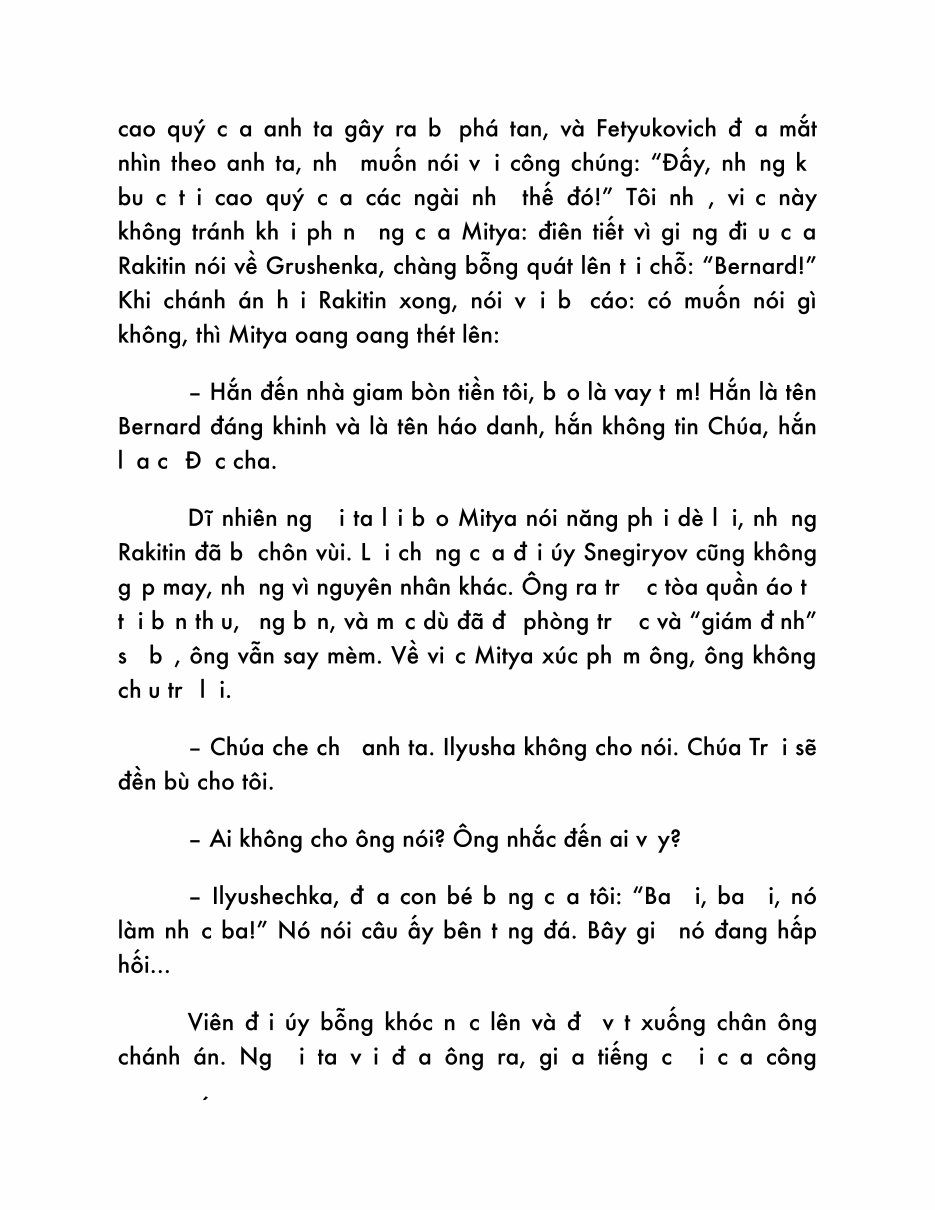 cao quý c a anh ta gây ra b phá tan, và Fetyukovich đ a mắt
nhìn theo anh ta, nh muốn nói v i công chúng: “Đấy, nh ng k
bu c t i cao quý c a các ngài nh thế đó!” Tôi nh , vi c này
không tránh kh i ph n ng c a Mitya: điên tiết vì gi ng đi u c a
Rakitin nói về Grushenka, chàng bỗng quát lên t i chỗ: “Bernard!”
Khi chánh án h i Rakitin xong, nói v i b cáo: có muốn nói gì
không, thì Mitya oang oang thét lên:
– Hắn đến nhà giam bòn tiền tôi, b o là vay t m! Hắn là tên
Bernard đáng khinh và là tên háo danh, hắn không tin Chúa, hắn
l a c Đ c cha.
Dĩ nhiên ng i ta l i b o Mitya nói năng ph i dè l i, nh ng
Rakitin đã b chôn vùi. L i ch ng c a đ i úy Snegiryov cũng không
g p may, nh ng vì nguyên nhân khác. Ông ra tr c tòa quần áo t
t i b n th u, ng b n, và m c dù đã đ phòng tr c và “giám đ nh”
s b , ông vẫn say mèm. Về vi c Mitya xúc ph m ông, ông không
ch u tr l i.
– Chúa che ch anh ta. Ilyusha không cho nói. Chúa Tr i sẽ
đền bù cho tôi.
– Ai không cho ông nói? Ông nhắc đến ai v y?
– Ilyushechka, đ a con bé b ng c a tôi: “Ba i, ba i, nó
làm nh c ba!” Nó nói câu ấy bên t ng đá. Bây gi nó đang hấp
hối...
Viên đ i úy bỗng khóc n c lên và đ v t xuống chân ông
chánh án. Ng i ta v i đ a ông ra, gi a tiếng c i c a công